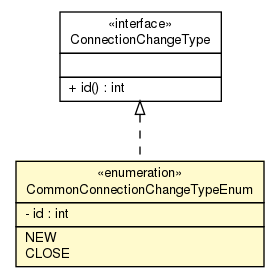 «interface»
ConnectionChangeType
+ id() : int
«enumeration»
CommonConnectionChangeTypeEnum
- id : int
NEW
CLOSE